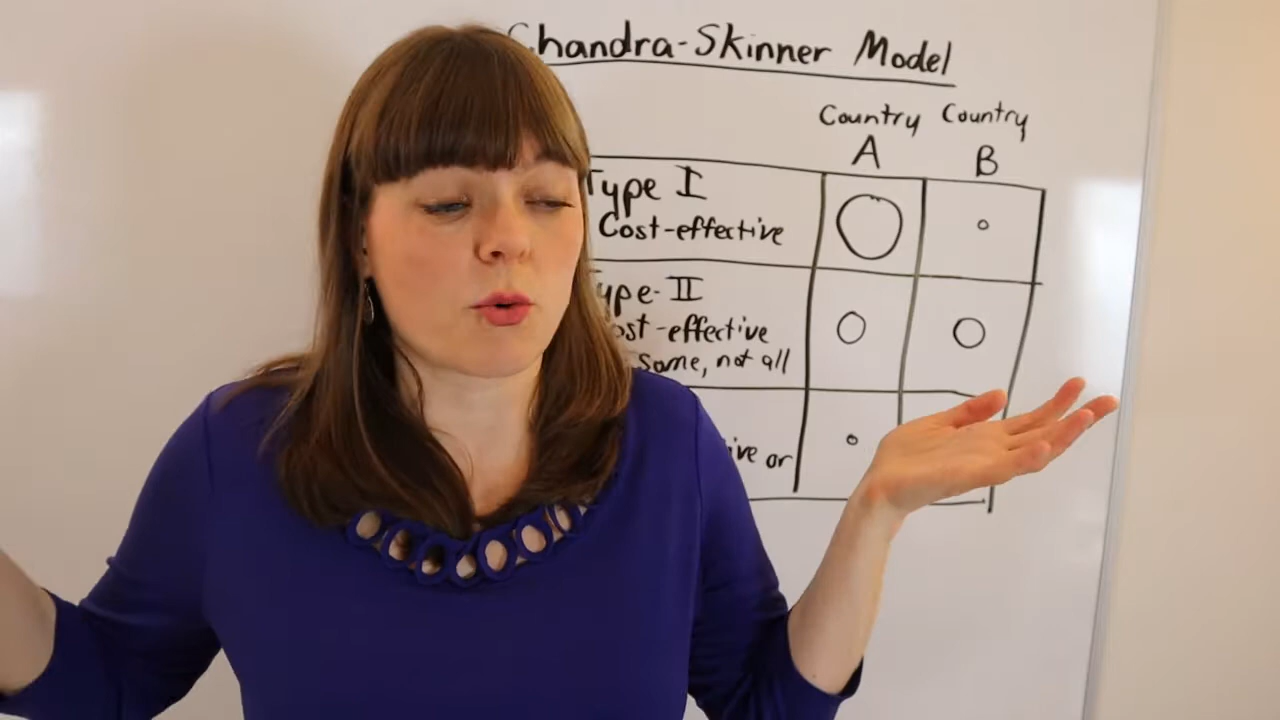 Chandra-Skinner Model
Country Country
A B
Type I
Cost-effective
ype-II
ost-effective
some, not all
ive or